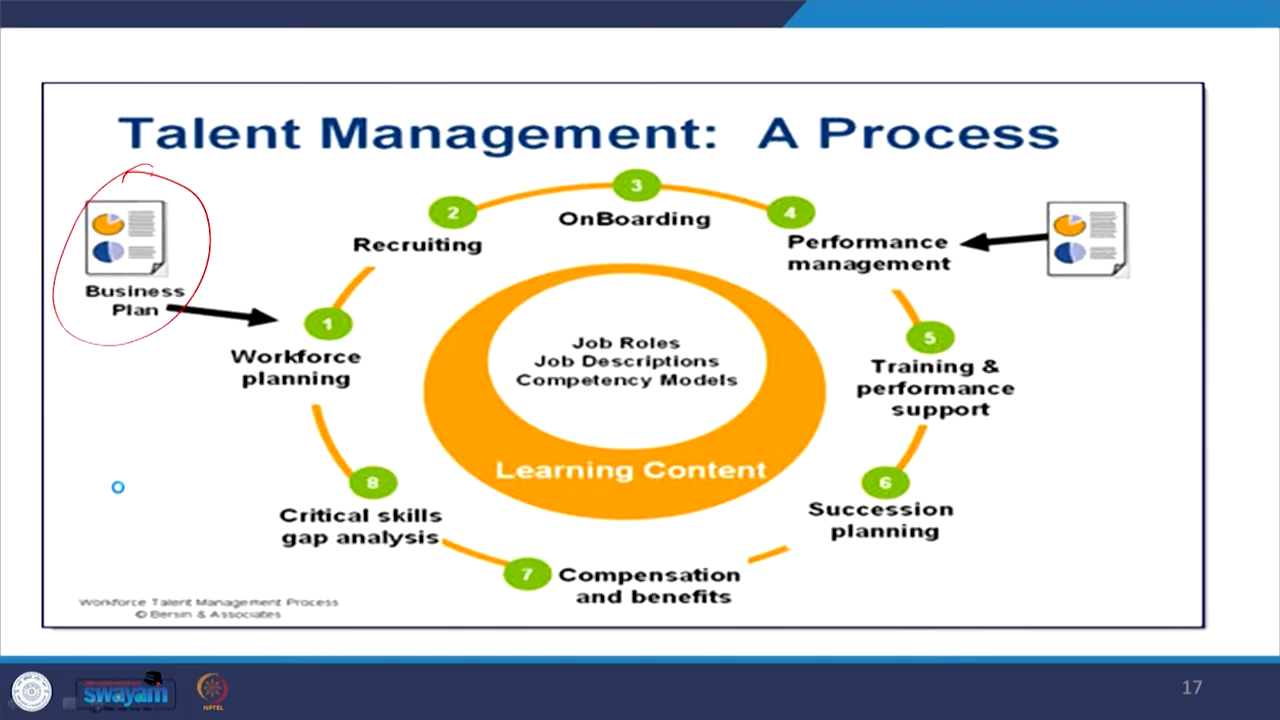 Talent Management: A Process
Business
Plan
1
Workforce
planning
2
Recruiting
3
OnBoarding
4
Performance
management
5
Training &
performance
support
6
Succession
planning
7
Compensation
and benefits
8
Critical skills
gap analysis
Job Roles
Job Descriptions
Competency Models
Learning Content
Workforce Talent Management Process
© Bersin & Associates
swayam
NPTEL
17